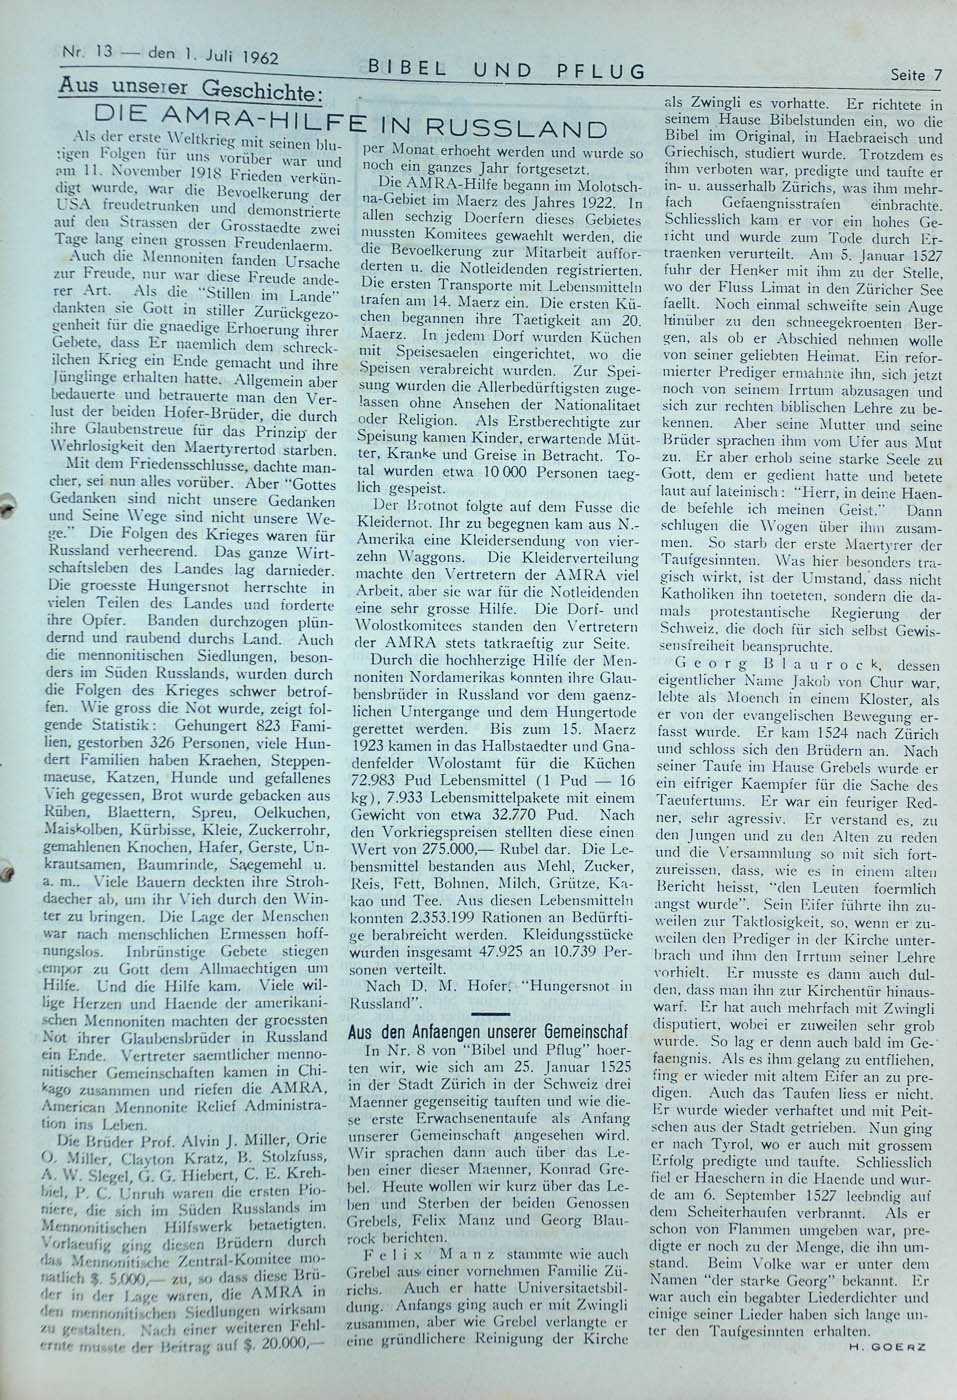 Nr. 13 — den 1. Juli 1962
BIBEL UND PFLUG
Seite 7
Aus unserer Geschichte:
DIE AMRA-HILFE IN RUSSLAND
Als der erste Weltkrieg mit seinen blu-
tigen Folgen für uns vorüber war und
am 11. November 1918 Frieden verkün-
digt wurde, war die Bevoelkerung der
USA freudetrunken und demonstrierte
auf den Strassen der Grosstaedte zwei
Tage lang einen grossen Freudenlaerm.
Auch die Mennoniten fanden Ursache
zur Freude, nur war diese Freude ande-
rer Art. Als die "Stillen im Lande"
dankten sie Gott in stiller Zurückgezo-
genheit für die gnaedige Erhoerung ihrer
Gebete, dass Er naemlich dem schreck-
ilchen Krieg ein Ende gemacht und ihre
Jünglinge erhalten hatte. Allgemein aber
bedauerte und betrauerte man den Ver-
lust der beiden Hofer-Brüder, die durch
ihre Glaubenstreue für das Prinzip der
Wehrlosigkeit den Maertyrertod starben.
Mit dem Friedensschlusse, dachte man-
cher, sei nun alles vorüber. Aber "Gottes
Gedanken sind nicht unsere Gedanken
und Seine Wege sind nicht unsere We-
ge." Die Folgen des Krieges waren für
Russland verheerend. Das ganze Wirt-
schaftsleben des Landes lag darnieder.
Die groesste Hungersnot herrschte in
vielen Teilen des Landes und forderte
ihre Opfer. Banden durchzogen plün-
dernd und raubend durchs Land. Auch
die mennonitischen Siedlungen, beson-
ders im Süden Russlands, wurden durch
die Folgen des Krieges schwer betrof-
fen. Wie gross die Not wurde, zeigt fol-
gende Statistik: Gehungert 823 Fami-
lien, gestorben 326 Personen, viele Hun-
dert Familien haben Kraehen, Steppen-
maeuse, Katzen, Hunde und gefallenes
Vieh gegessen, Brot wurde gebacken aus
Rüben, Blaettern, Spreu, Oelkuchen,
Maiskolben, Kürbisse, Kleie, Zuckerrohr,
gemahlenen Knochen, Hafer, Gerste, Un-
krautsamen, Baumrinde, Saegemehl u.
a. m.. Viele Bauern deckten ihre Stroh-
daecher ab, um ihr Vieh durch den Win-
ter zu bringen. Die Lage der Menschen
war nach menschlichen Ermessen hoff-
nungslos. Inbrünstige Gebete stiegen
empor zu Gott dem Allmaechtigen um
Hilfe. Und die Hilfe kam. Viele wil-
lige Herzen und Haende der amerikani-
schen Mennoniten machten der groessten
Not ihrer Glaubensbrüder in Russland
ein Ende. Vertreter saemtlicher menno-
nitischer Gemeinschaften kamen in Chi-
kago zusammen und riefen die AMRA,
American Mennonite Relief Administra-
tion ins Leben.
Die Brüder Prof. Alvin J. Miller, Orie
O. Miller, Clayton Kratz, B. Stolzfuss,
A. W. Slegel, G. G. Hiebert, C. E. Kreh-
biel, P. C. Unruh waren die ersten Pio-
niere, die sich im Süden Russlands im
Mennonitischen Hilfswerk betaetigten.
Vorlaeufig ging diesen Brüdern durch
das Mennonitische Zentral-Komitee mo-
natlich $. 5.000,— zu, so dass diese Brü-
der in der Lage waren, die AMRA in
den mennonitischen Siedlungen wirksam
zu gestalten. Nach einer weiteren Fehl-
ernte musste der Beitrag auf $. 20.000,—
per Monat erhoeht werden und wurde so
noch ein ganzes Jahr fortgesetzt.
Die AMRA-Hilfe begann im Molotsch-
na-Gebiet im Maerz des Jahres 1922. In
allen sechzig Doerfern dieses Gebietes
mussten Komitees gewaehlt werden, die
die Bevoelkerung zur Mitarbeit auffor-
derten u. die Notleidenden registrierten.
Die ersten Transporte mit Lebensmitteln
trafen am 14. Maerz ein. Die ersten Kü-
chen begannen ihre Taetigkeit am 20.
Maerz. In jedem Dorf wurden Küchen
mit Speisesaelen eingerichtet, wo die
Speisen verabreicht wurden. Zur Spei-
sung wurden die Allerbedürftigsten zuge-
lassen ohne Ansehen der Nationalitaet
oder Religion. Als Erstberechtigte zur
Speisung kamen Kinder, erwartende Müt-
ter, Kranke und Greise in Betracht. To-
tal wurden etwa 10 000 Personen taeg-
lich gespeist.
Der Brotnot folgte auf dem Fusse die
Kleidernot. Ihr zu begegnen kam aus N.-
Amerika eine Kleidersendung von vier-
zehn Waggons. Die Kleiderverteilung
machte den Vertretern der AMRA viel
Arbeit, aber sie war für die Notleidenden
eine sehr grosse Hilfe. Die Dorf- und
Wolostkomitees standen den Vertretern
der AMRA stets tatkraeftig zur Seite.
Durch die hochherzige Hilfe der Men-
noniten Nordamerikas konnten ihre Glau-
bensbrüder in Russland vor dem gaenz-
lichen Untergange und dem Hungertode
gerettet werden. Bis zum 15. Maerz
1923 kamen in das Halbstaedter und Gna-
denfelder Wolostamt für die Küchen
72.983 Pud Lebensmittel (1 Pud — 16
kg), 7.933 Lebensmittelpakete mit einem
Gewicht von etwa 32.770 Pud. Nach
den Vorkriegspreisen stellten diese einen
Wert von 275.000,— Rubel dar. Die Le-
bensmittel bestanden aus Mehl, Zucker,
Reis, Fett, Bohnen, Milch, Grütze, Ka-
kao und Tee. Aus diesen Lebensmitteln
konnten 2.353.199 Rationen an Bedürfti-
ge berabreicht werden. Kleidungsstücke
wurden insgesamt 47.925 an 10.739 Per-
sonen verteilt.
Nach D. M. Hofer, "Hungersnot in
Russland".
Aus den Anfaengen unserer Gemeinschaf
In Nr. 8 von "Bibel und Pflug" hoer-
ten wir, wie sich am 25. Januar 1525
in der Stadt Zürich in der Schweiz drei
Maenner gegenseitig tauften und wie die-
se erste Erwachsenentaufe als Anfang
unserer Gemeinschaft angesehen wird.
Wir sprachen dann auch über das Le-
ben einer dieser Maenner, Konrad Gre-
bel. Heute wollen wir kurz über das Le-
ben und Sterben der beiden Genossen
Grebels, Felix Manz und Georg Blau-
rock berichten.
Felix Manz stammte wie auch
Grebel aus einer vornehmen Familie Zü-
richs. Auch er hatte Universitaetsbil-
dung. Anfangs ging auch er mit Zwingli
zusammen, aber wie Grebel verlangte er
eine gründlichere Reinigung der Kirche
als Zwingli es vorhatte. Er richtete in
seinem Hause Bibelstunden ein, wo die
Bibel im Original, in Haebraeisch und
Griechisch, studiert wurde. Trotzdem es
ihm verboten war, predigte und taufte er
in- u. ausserhalb Zürichs, was ihm mehr-
fach Gefaengnisstrafen einbrachte.
Schliesslich kam er vor ein hohes Ge-
richt und wurde zum Tode durch Er-
traenken verurteilt. Am 5. Januar 1527
fuhr der Henker mit ihm zu der Stelle,
wo der Fluss Limat in den Züricher See
faellt. Noch einmal schweifte sein Auge
hinüber zu den schneegekroenten Ber-
gen, als ob er Abschied nehmen wolle
von seiner geliebten Heimat. Ein refor-
mierter Prediger ermahnte ihn, sich jetzt
noch von seinem Irrtum abzusagen und
sich zur rechten biblischen Lehre zu be-
kennen. Aber seine Mutter und seine
Brüder sprachen ihm vom Ufer aus Mut
zu. Er aber erhob seine starke Seele zu
Gott, dem er gedient hatte und betete
laut auf lateinisch: "Herr, in deine Haen-
de befehle ich meinen Geist." Dann
schlugen die Wogen über ihm zusam-
men. So starb der erste Maertyrer der
Taufgesinnten. Was hier besonders tra-
gisch wirkt, ist der Umstand, dass nicht
Katholiken ihn toeteten, sondern die da-
mals protestantische Regierung der
Schweiz, die doch für sich selbst Gewis-
sensfreiheit beanspruchte.
Georg Blaurock, dessen
eigentlicher Name Jakob von Chur war,
lebte als Moench in einem Kloster, als
er von der evangelischen Bewegung er-
fasst wurde. Er kam 1524 nach Zürich
und schloss sich den Brüdern an. Nach
seiner Taufe im Hause Grebels wurde er
ein eifriger Kaempfer für die Sache des
Taeufertums. Er war ein feuriger Red-
ner, sehr agressiv. Er verstand es, zu
den Jungen und zu den Alten zu reden
und die Versammlung so mit sich fort-
zureissen, dass, wie es in einem alten
Bericht heisst, "den Leuten foermlich
angst wurde". Sein Eifer führte ihn zu-
weilen zur Taktlosigkeit, so, wenn er zu-
weilen den Prediger in der Kirche unter-
brach und ihm den Irrtum seiner Lehre
vorhielt. Er musste es dann auch dul-
den, dass man ihn zur Kirchentür hinaus-
warf. Er hat auch mehrfach mit Zwingli
disputiert, wobei er zuweilen sehr grob
wurde. So lag er denn auch bald im Ge-
faengnis. Als es ihm gelang zu entfliehen,
fing er wieder mit altem Eifer an zu pre-
digen. Auch das Taufen liess er nicht.
Er wurde wieder verhaftet und mit Peit-
schen aus der Stadt getrieben. Nun ging
er nach Tyrol, wo er auch mit grossem
Erfolg predigte und taufte. Schliesslich
fiel er Haeschern in die Haende und wur-
de am 6. September 1527 leebndig auf
dem Scheiterhaufen verbrannt. Als er
schon von Flammen umgeben war, pre-
digte er noch zu der Menge, die ihn um-
stand. Beim Volke war er unter dem
Namen "der starke Georg" bekannt. Er
war auch ein begabter Liederdichter und
einige seiner Lieder haben sich lange un-
ter den Taufgesinnten erhalten.
H. GOERZ